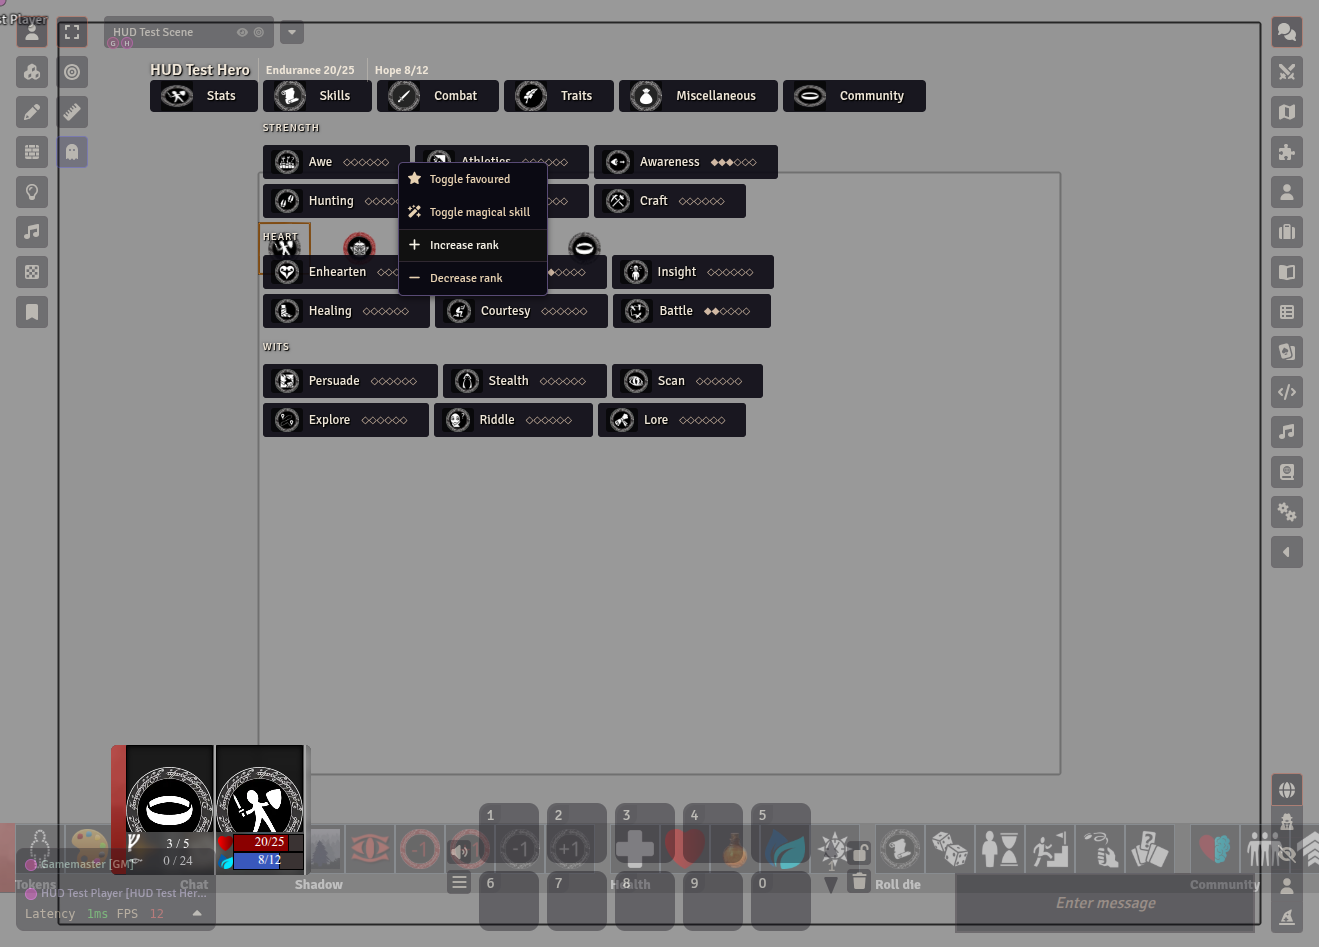 st Player
HUD Test Scene
G H
HUD Test Hero Endurance 20/25 Hope 8/12
Stats Skills Combat Traits Miscellaneous Community
STRENGTH
Awe Athletics Awareness
Toggle favoured
Hunting Craft
Toggle magical skill
HEART
Increase rank
Enhearten Insight
Decrease rank
Healing Courtesy Battle
WITS
Persuade Stealth Scan
Explore Riddle Lore
1 2 3 4 5
3 / 5 20/25
-1 -1 +1
0 / 24 8/12
Gamemaster [GM]
Tokens Chat Shadow 6 7 8 9 0 Health Roll die Community
HUD Test Player [HUD Test Her...
Enter message
Latency 1ms FPS 12